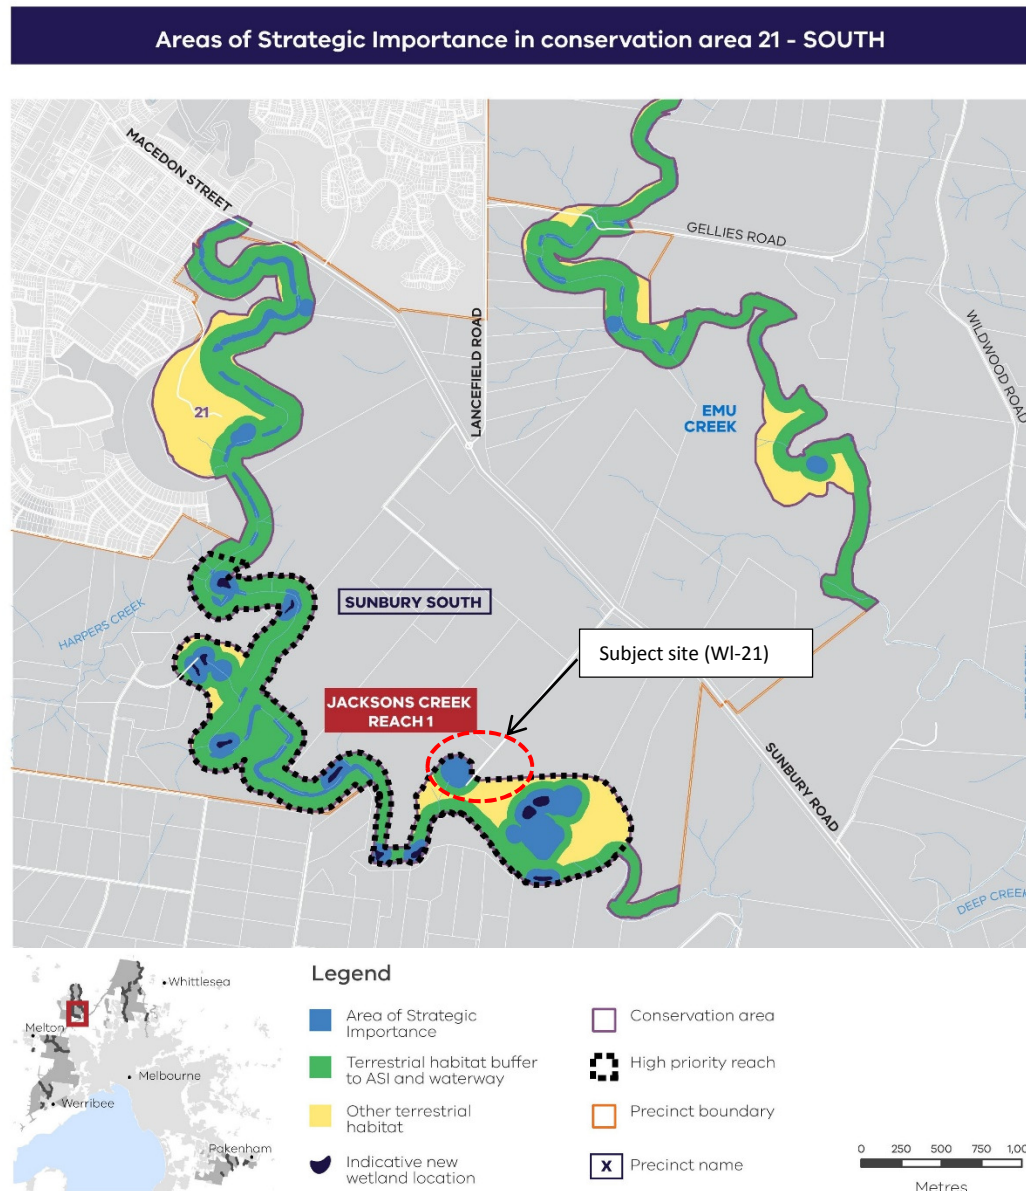 Areas of Strategic Importance in conservation area 21 - SOUTH
MACEDON STREET
GELLIES ROAD
LANCEFIELD ROAD
WILDWOOD ROAD
21
EMU
CREEK
HARPERS CREEK
SUNBURY SOUTH
Subject site (WI-21)
JACKSONS CREEK
REACH 1
SUNBURY ROAD
DEEP CREEK
Legend
Area of Strategic
Importance
Terrestrial habitat buffer
to ASI and waterway
Other terrestrial
habitat
Indicative new
wetland location
Conservation area
High priority reach
Precinct boundary
X
Precinct name
Whittlesea
Melton
Melbourne
Werribee
Pakenham
0 250 500 750 1,00
Metres